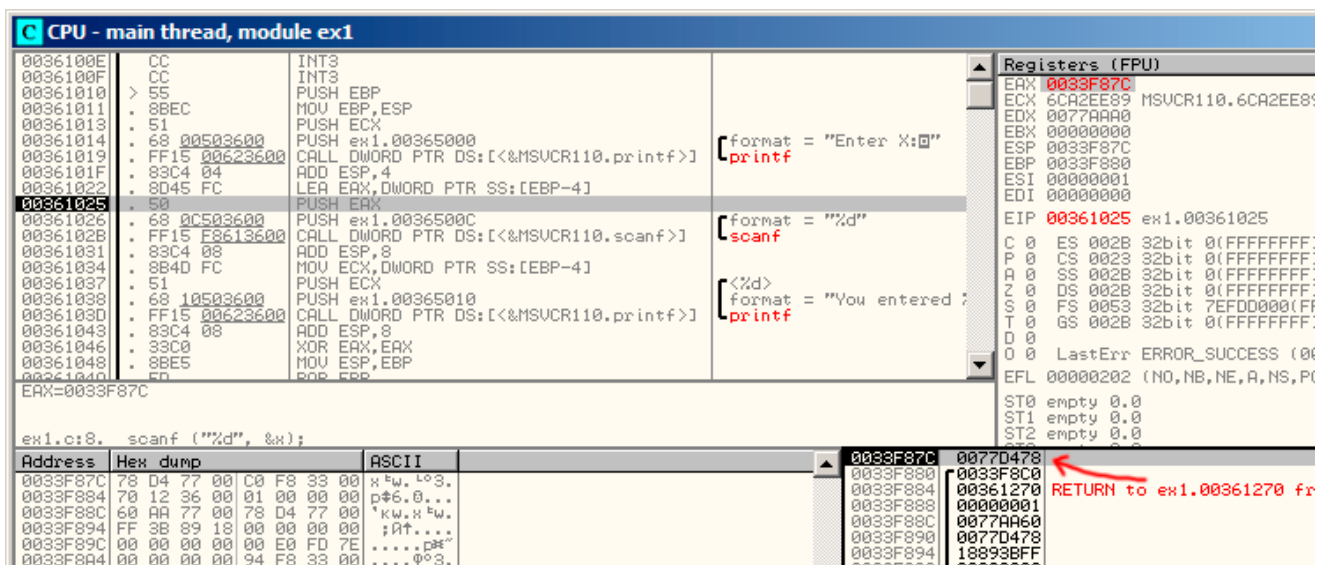 C CPU - main thread, module ex1
0036100E CC INT3
0036100F CC INT3
00361010 > 55 PUSH EBP
00361011 . 8BEC MOV EBP,ESP
00361013 . 51 PUSH ECX
00361014 . 68 00503600 PUSH ex1.00365000 format = "Enter X:
00361019 . FF15 00623600 CALL DWORD PTR DS:[<&MSVCR110.printf>] printf
0036101F . 83C4 04 ADD ESP,4
00361022 . 8D45 FC LEA EAX,DWORD PTR SS:[EBP-4]
00361025 . 50 PUSH EAX
00361026 . 68 0C503600 PUSH ex1.0036500C format = "%d"
0036102B . FF15 F8613600 CALL DWORD PTR DS:[<&MSVCR110.scanf>] scanf
00361031 . 83C4 08 ADD ESP,8
00361034 . 8B4D FC MOV ECX,DWORD PTR SS:[EBP-4]
00361037 . 51 PUSH ECX <%d>
00361038 . 68 10503600 PUSH ex1.00365010 format = "You entered
0036103D . FF15 00623600 CALL DWORD PTR DS:[<&MSVCR110.printf>] printf
00361043 . 83C4 08 ADD ESP,8
00361046 . 33C0 XOR EAX,EAX
00361048 . 8BE5 MOV ESP,EBP
EAX=0033F87C
ex1.c:8. scanf ("%d", &x);
Registers (FPU)
EAX 0033F87C
ECX 6CA2EE89 MSVCR110.6CA2EE89
EDX 0077AAA0
EBX 00000000
ESP 0033F87C
EBP 0033F880
ESI 00000001
EDI 00000000
EIP 00361025 ex1.00361025
C 0 ES 002B 32bit 0(FFFFFFFF)
P 0 CS 0023 32bit 0(FFFFFFFF)
A 0 SS 002B 32bit 0(FFFFFFFF)
Z 0 DS 002B 32bit 0(FFFFFFFF)
S 0 FS 0053 32bit 7EFDD000(FF
T 0 GS 002B 32bit 0(FFFFFFFF)
D 0
O 0 LastErr ERROR_SUCCESS (00
EFL 00000202 (NO,NB,NE,A,NS,PO
ST0 empty 0.0
ST1 empty 0.0
ST2 empty 0.0
Address Hex dump ASCII
0033F87C 78 D4 77 00 C0 F8 33 00
0033F884 70 12 36 00 01 00 00 00
0033F88C 60 AA 77 00 78 D4 77 00
0033F894 FF 3B 89 18 00 00 00 00
0033F89C 00 00 00 00 00 E0 FD 7E
0033F8A4 00 00 00 00 94 F8 33 00
0033F87C 0077D478
0033F880 0033F8C0
0033F884 00361270 RETURN to ex1.00361270 fr
0033F888 00000001
0033F88C 0077AA60
0033F890 0077D478
0033F894 18893BFF